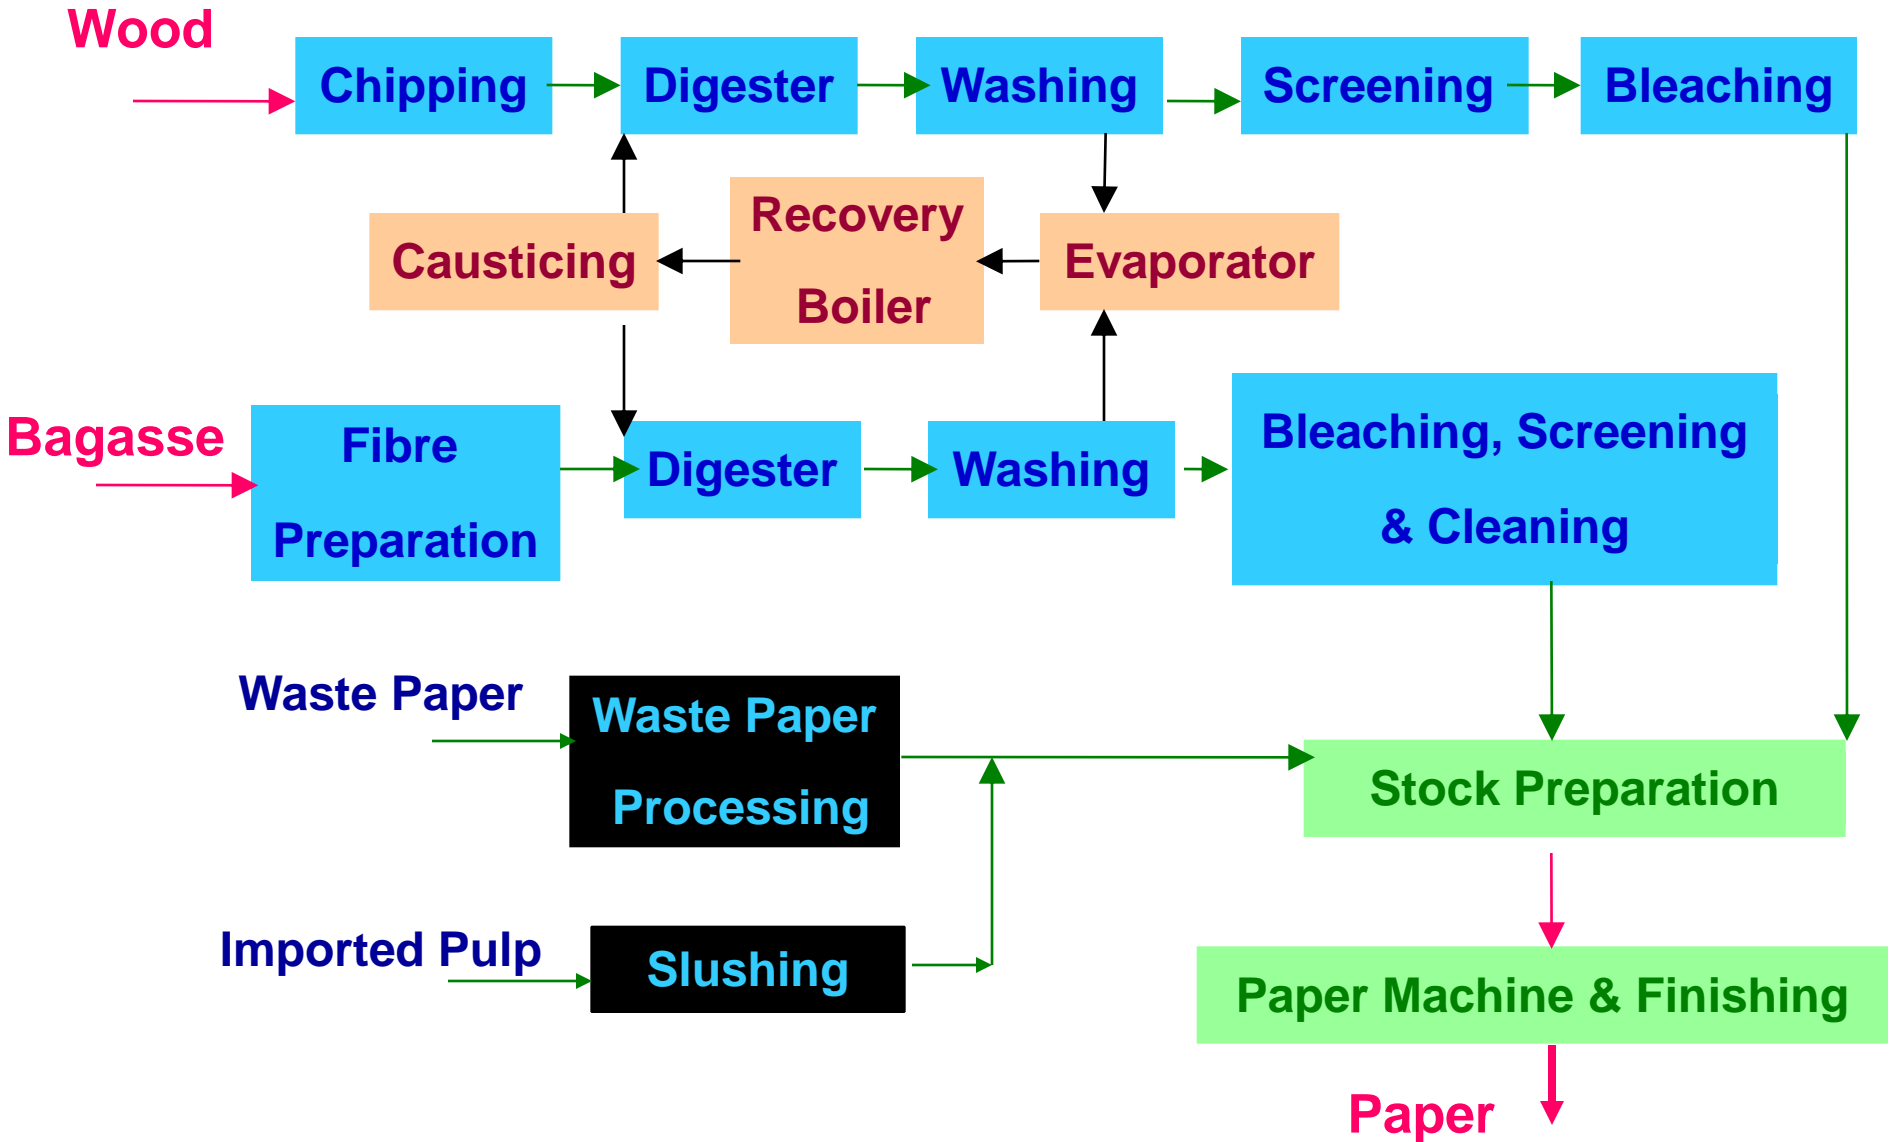 Wood
Chipping
Digester
Washing
Screening
Bleaching
Causticing
Recovery
Boiler
Evaporator
Bagasse
Fibre
Preparation
Digester
Washing
Bleaching, Screening
& Cleaning
Waste Paper
Waste Paper
Processing
Stock Preparation
Imported Pulp
Slushing
Paper Machine & Finishing
Paper